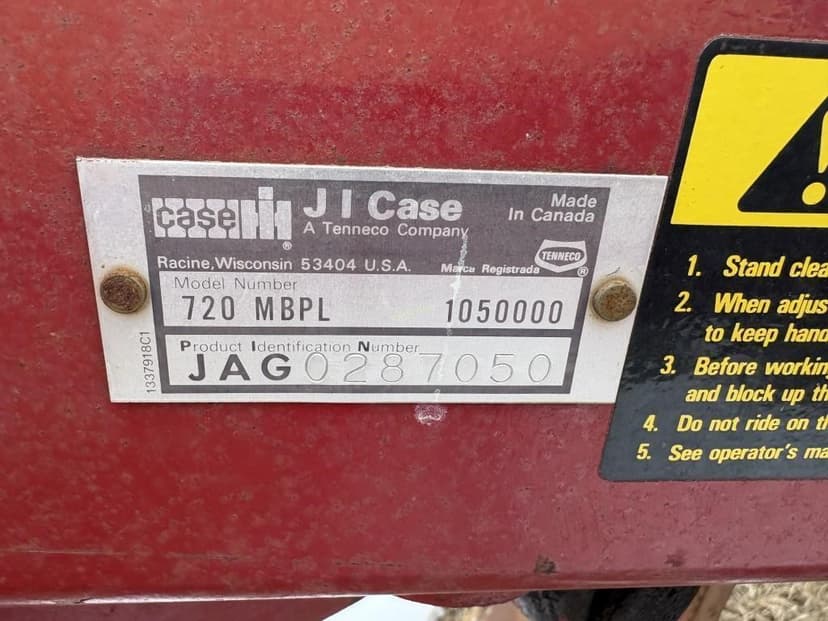 case IH ®
J I Case
A Tenneco Company
Made
In Canada
Racine, Wisconsin 53404 U.S.A.
Marca Registrada
TENNECO ®
Model Number
720 MBPL 1050000
Product Identification Number
JAG0287050
1337918C1
1. Stand clea
2. When adjus
to keep hand
3. Before workin
and block up th
4. Do not ride on th
5. See operator's ma